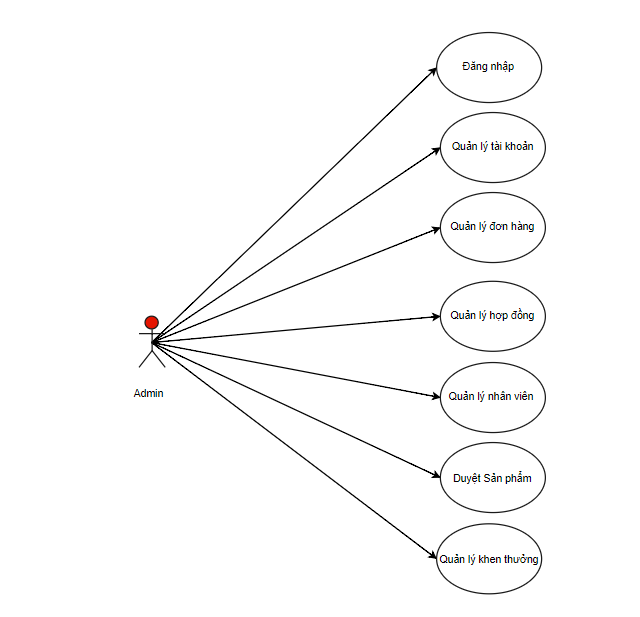 Đăng nhập
Quản lý tài khoản
Quản lý đơn hàng
Quản lý hợp đồng
Admin
Quản lý nhân viên
Duyệt Sản phẩm
Quản lý khen thưởng